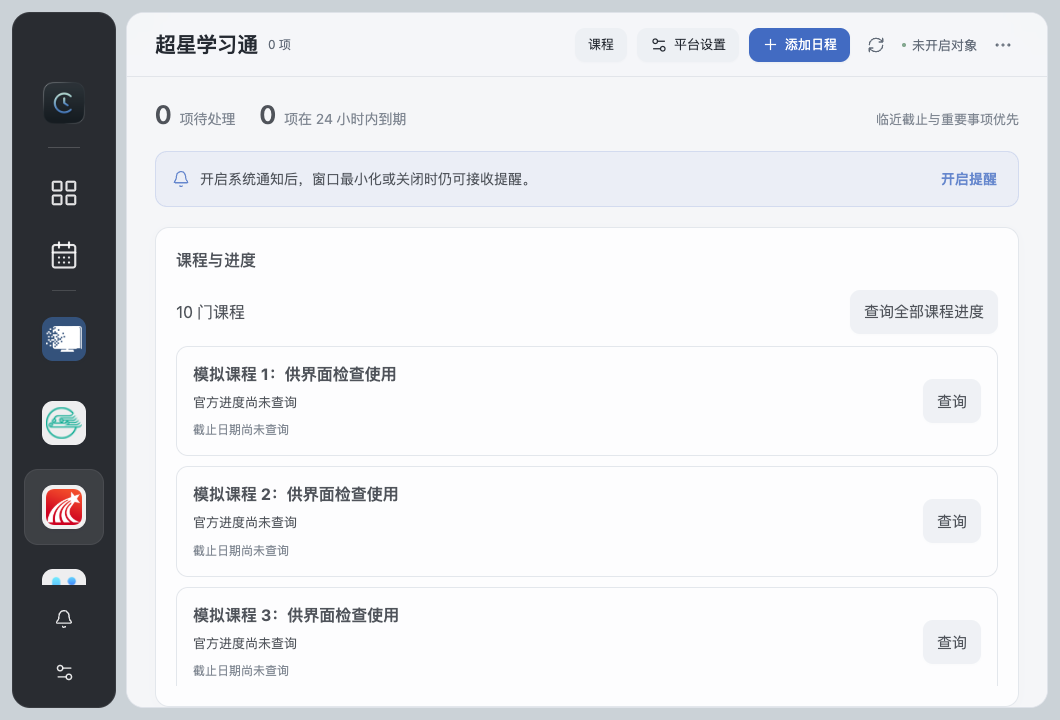 超星学习通 0 项 课程 平台设置 添加日程 未开启对象
0 项待处理 0 项在 24 小时内到期 临近截止与重要事项优先
开启系统通知后，窗口最小化或关闭时仍可接收提醒。 开启提醒
课程与进度
10 门课程 查询全部课程进度
模拟课程 1：供界面检查使用
官方进度尚未查询 查询
截止日期尚未查询
模拟课程 2：供界面检查使用
官方进度尚未查询 查询
截止日期尚未查询
模拟课程 3：供界面检查使用
官方进度尚未查询 查询
截止日期尚未查询